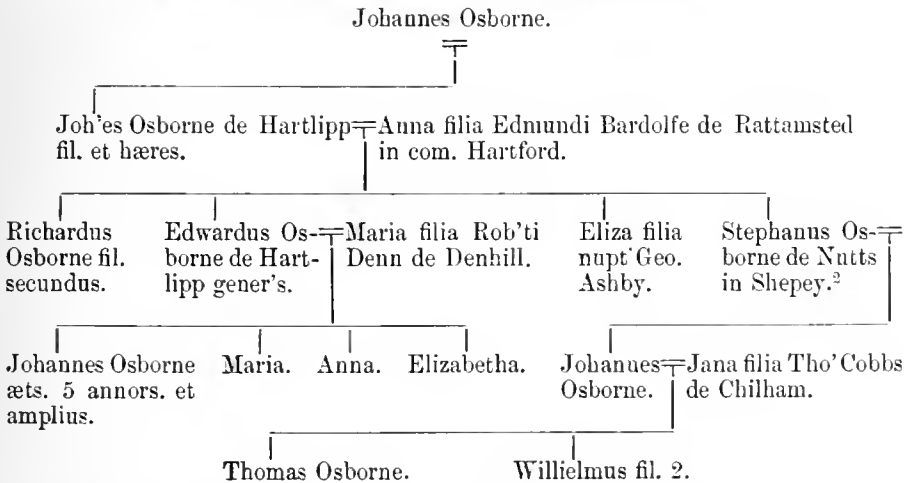 Johannes Osborne.
Joh'es Osborne de Hartlipp
fil. et hæres.
Anna filia Edmundi Bardolfe de Rattamsted
in com. Hartford.
Richardus
Osborne fil.
secundus.
Edwardus Os-
borne de Hart-
lipp gener's.
Maria filia Rob'ti
Denn de Denhill.
Eliza filia
nupt' Geo.
Ashby.
Stephanus Os-
borne de Nutts
in Shepey.²
Johannes Osborne
æts. 5 annors. et
amplius.
Maria.
Anna.
Elizabetha.
Johannes
Osborne.
Jana filia Tho' Cobbs
de Chilham.
Thomas Osborne.
Willielmus fil. 2.